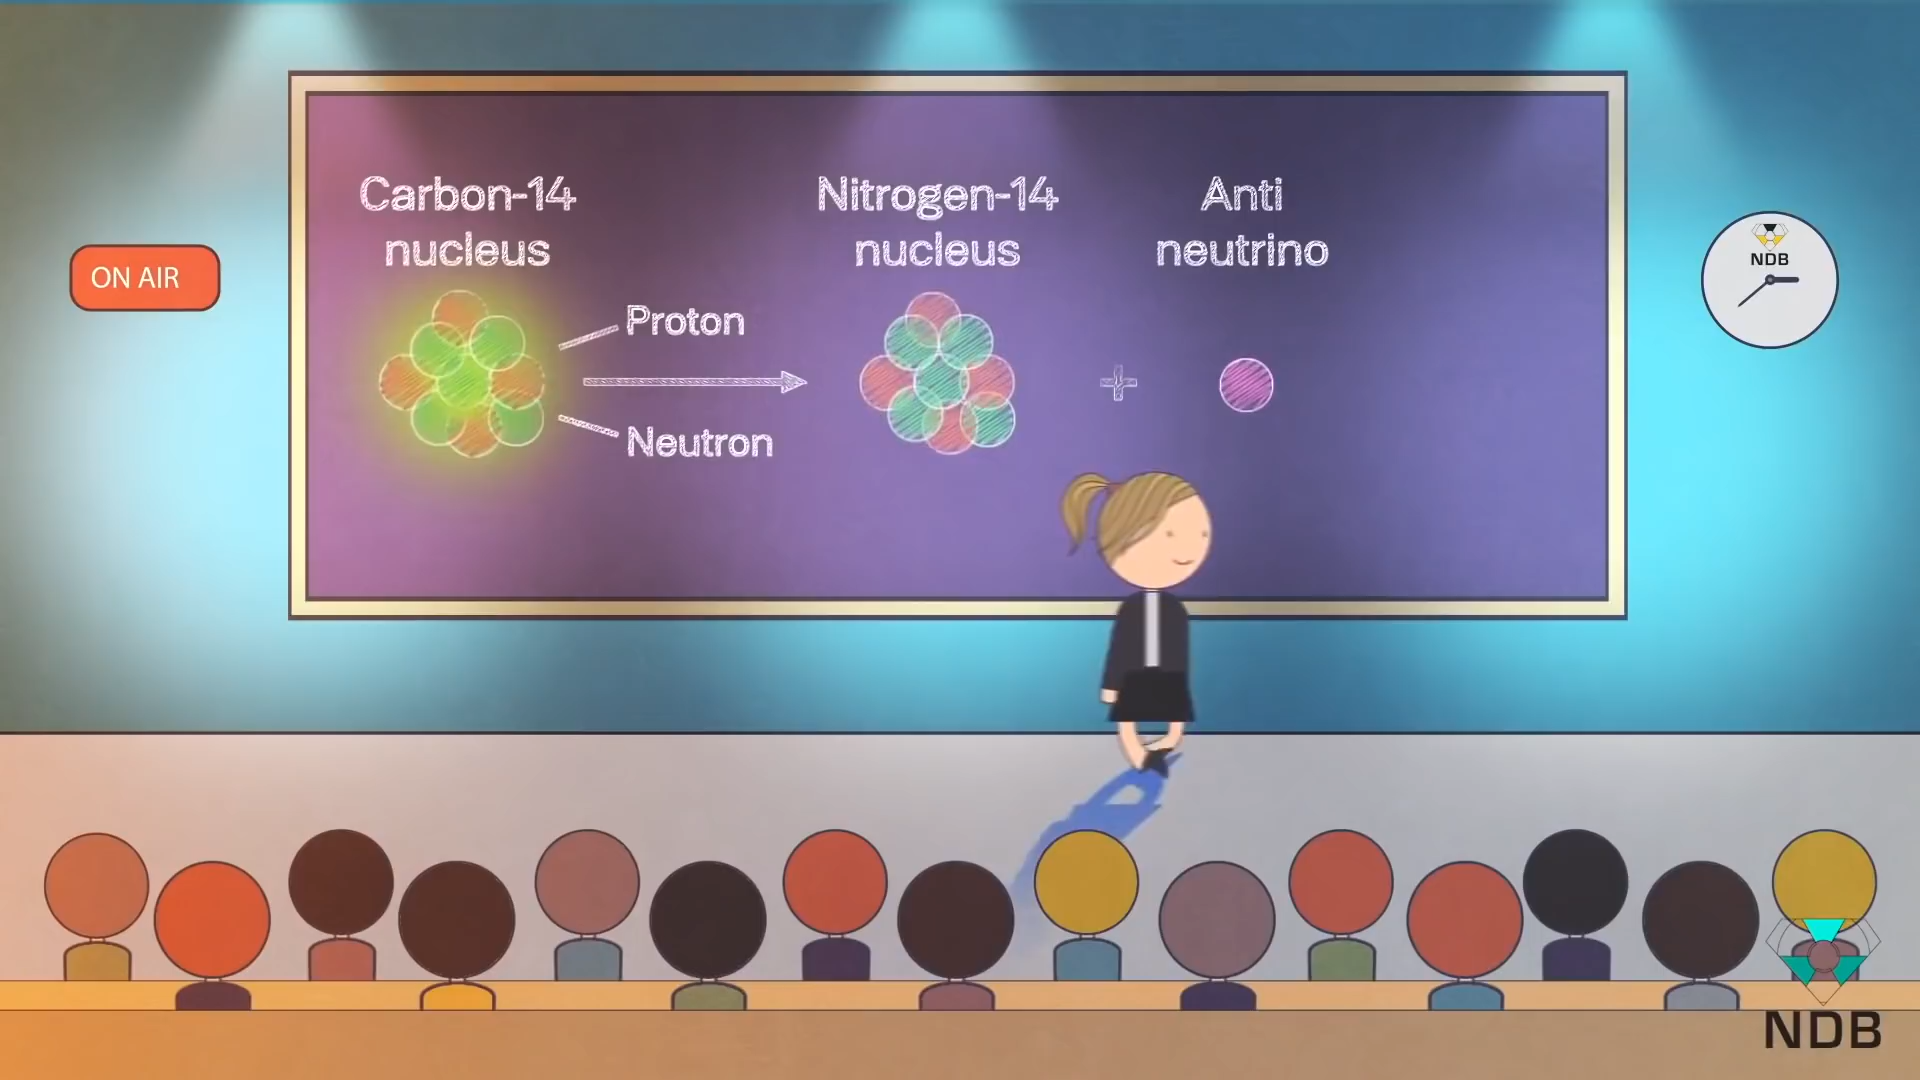 Carbon-14
nucleus
Nitrogen-14
nucleus
Anti
neutrino
ON AIR
NDB
Proton
Neutron
NDB